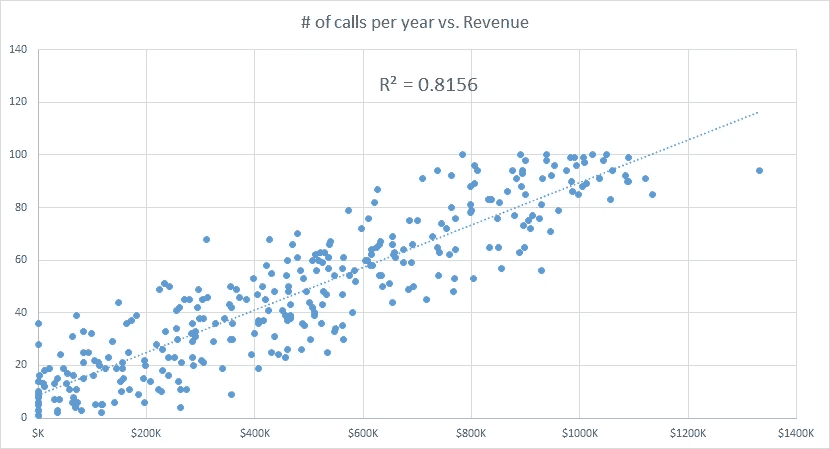 # of calls per year vs. Revenue
140
R² = 0.8156
120
100
80
60
40
20
0
$K
$200K
$400K
$600K
$800K
$1000K
$1200K
$1400K